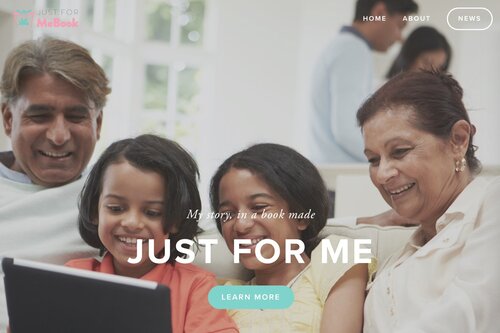 JUST FOR
MeBook
HOME ABOUT NEWS
My story, in a book made
JUST FOR ME
LEARN MORE